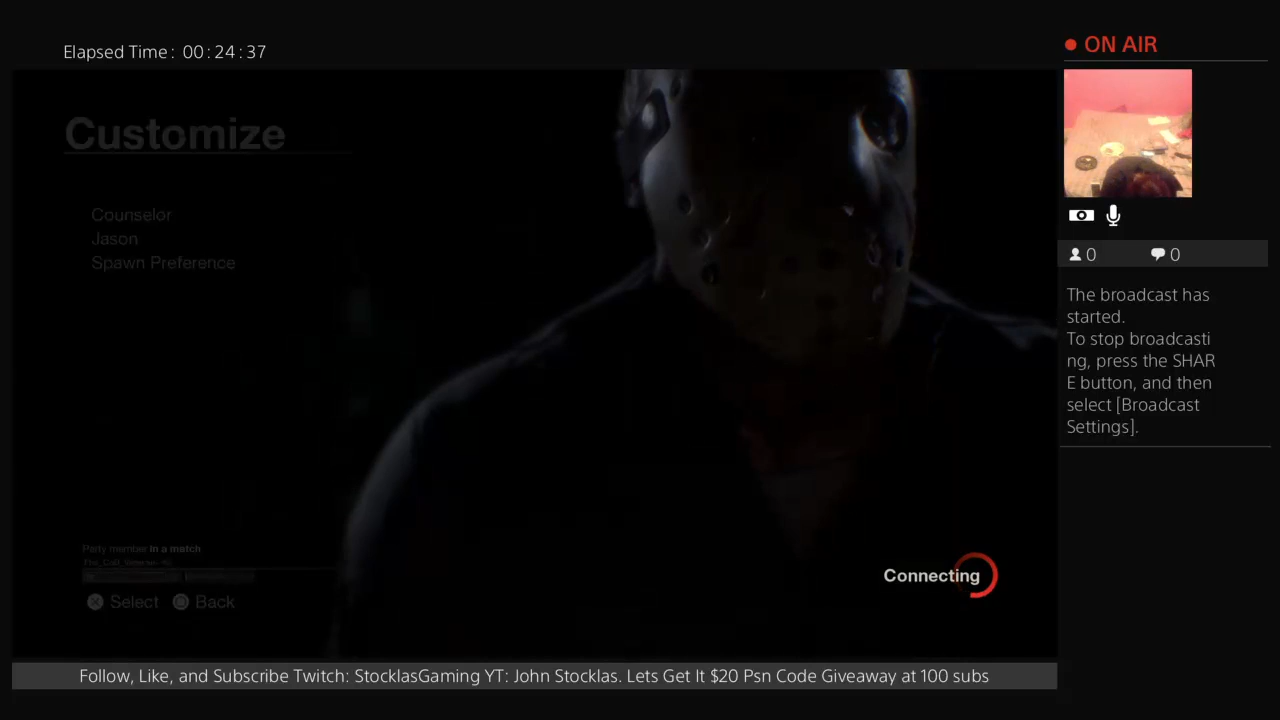 Elapsed Time: 00:24:37
ON AIR
Customize
Counselor
Jason
Spawn Preference
0 0
The broadcast has
started.
To stop broadcasti
ng, press the SHAR
E button, and then
select [Broadcast
Settings].
Party member in a match
Connecting
Select Back
Follow, Like, and Subscribe Twitch: StocklasGaming YT: John Stocklas. Lets Get It $20 Psn Code Giveaway at 100 subs